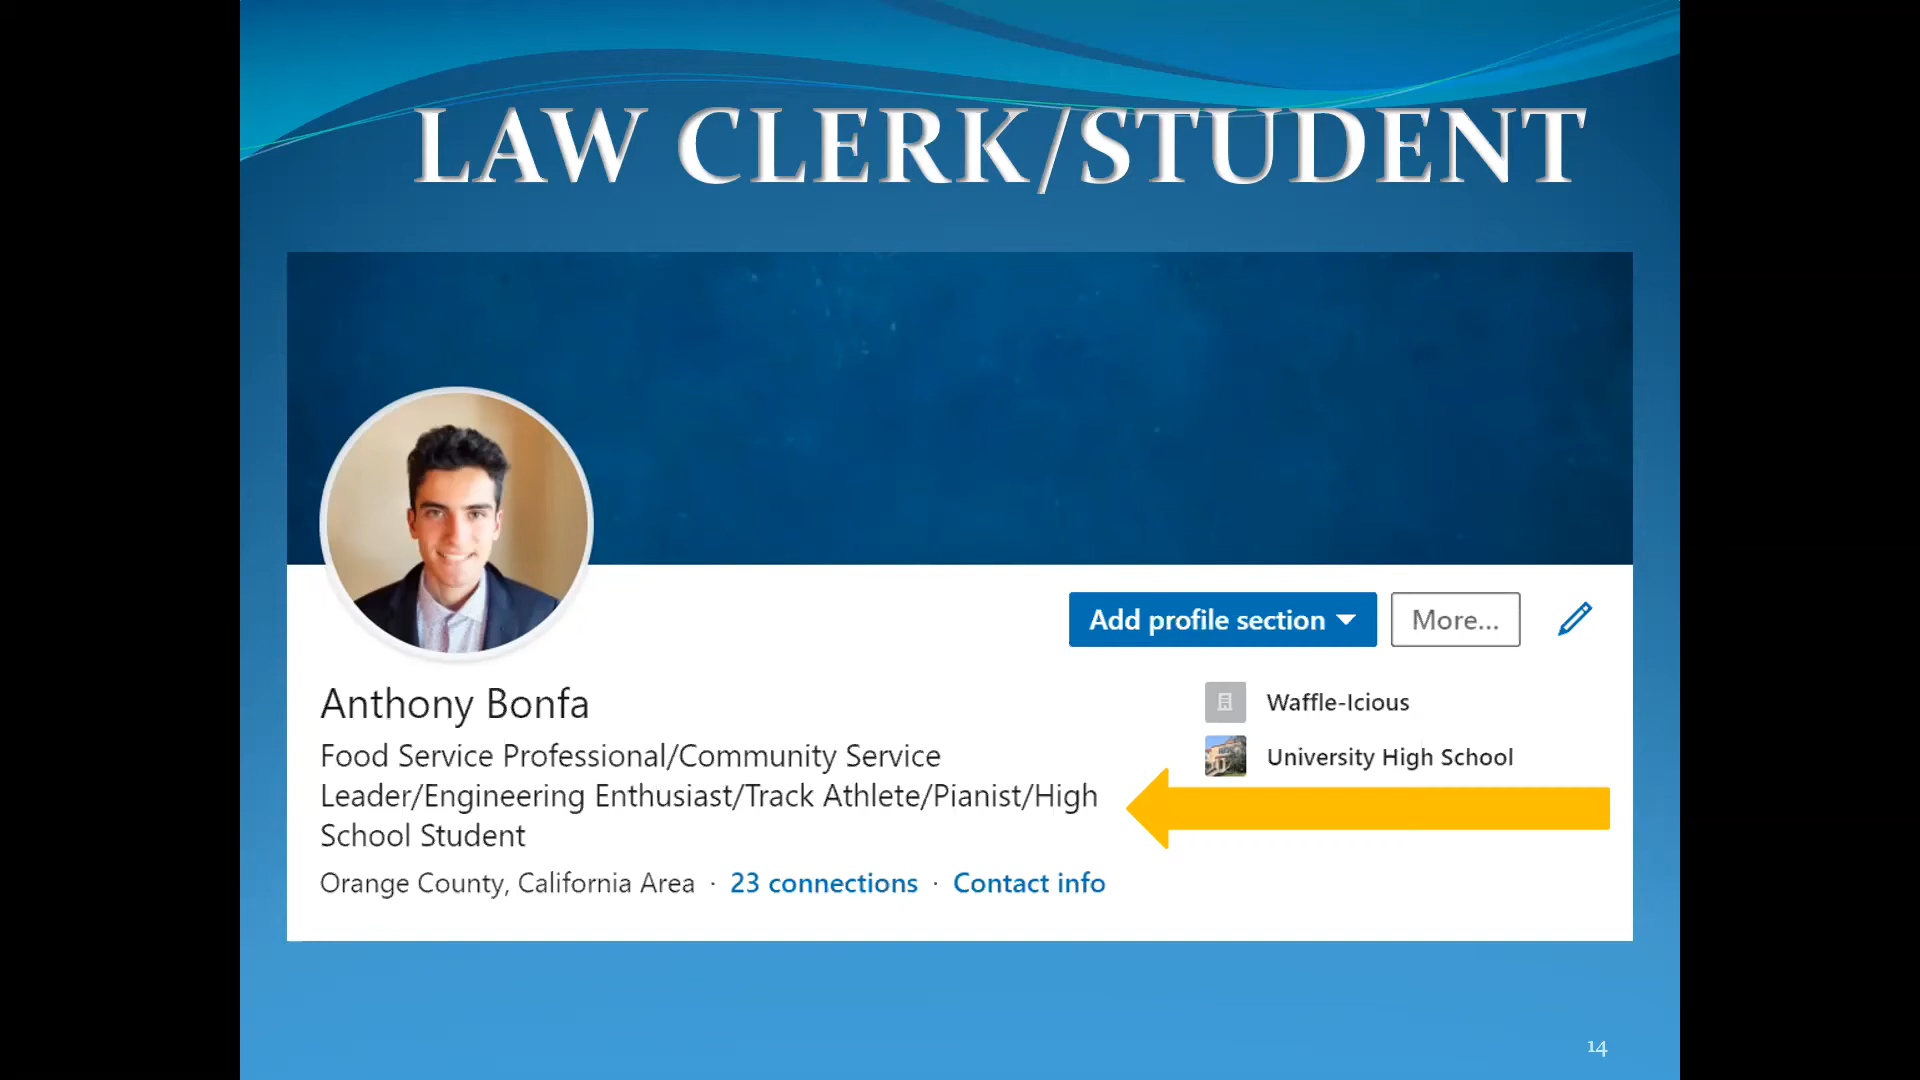 LAW CLERK/STUDENT
Add profile section
More...
Anthony Bonfa
Waffle-Icious
Food Service Professional/Community Service
University High School
Leader/Engineering Enthusiast/Track Athlete/Pianist/High
School Student
Orange County, California Area · 23 connections · Contact info
14